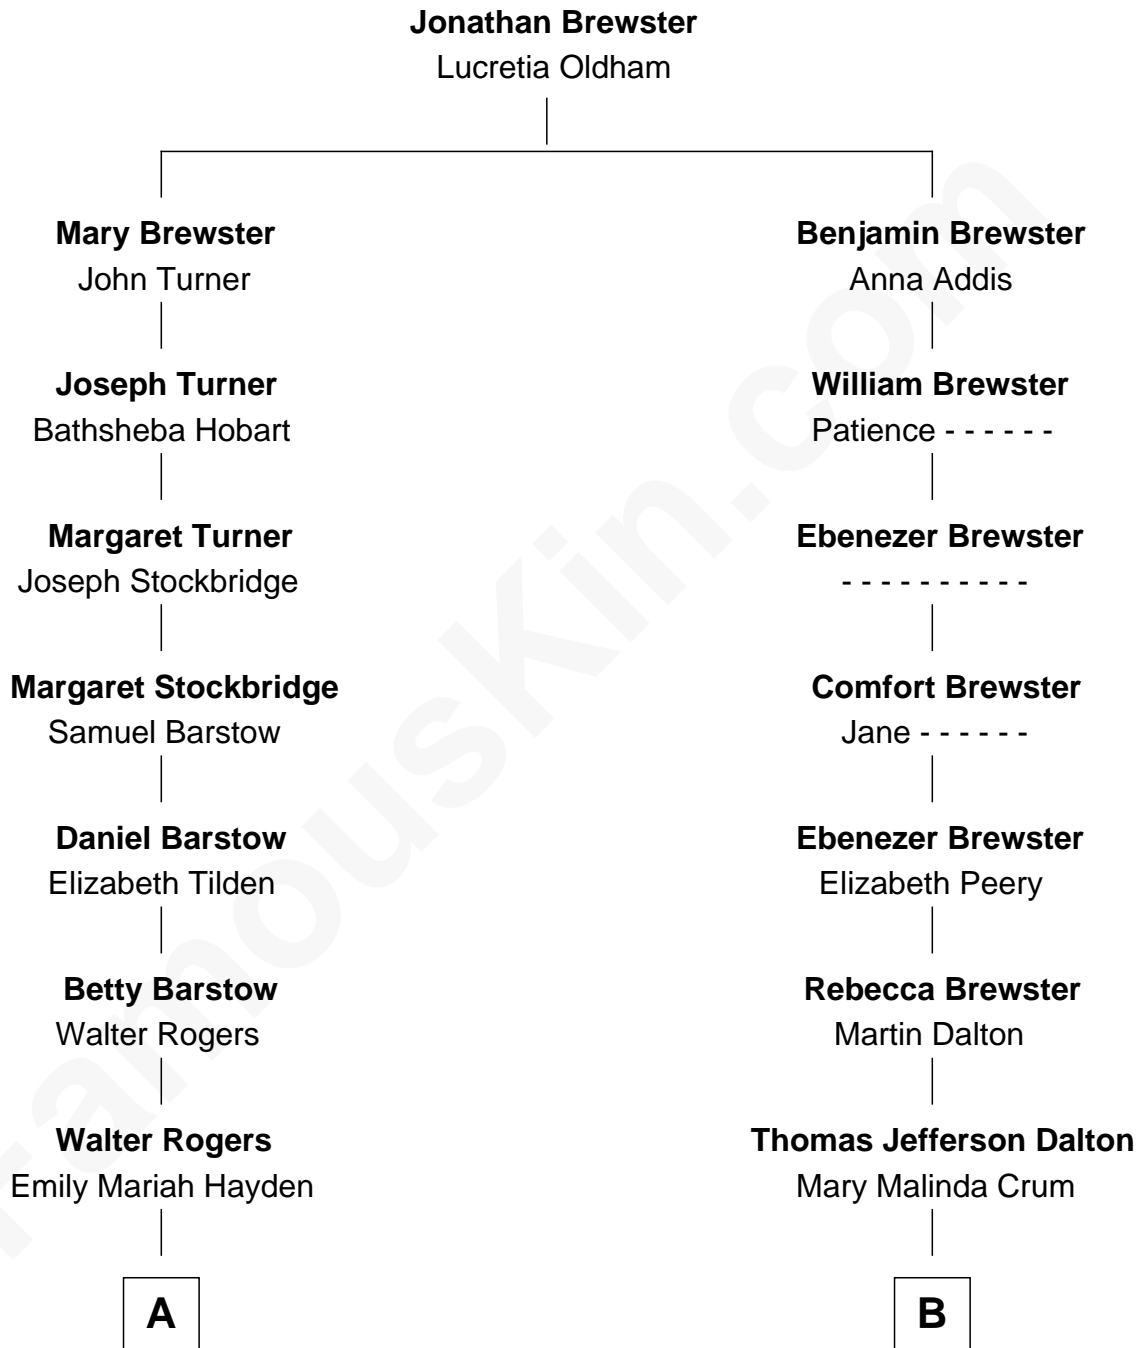 Jonathan Brewster
Lucretia Oldham
Mary Brewster
John Turner
Joseph Turner
Bathsheba Hobart
Margaret Turner
Joseph Stockbridge
Margaret Stockbridge
Samuel Barstow
Daniel Barstow
Elizabeth Tilden
Betty Barstow
Walter Rogers
Walter Rogers
Emily Mariah Hayden
A
Benjamin Brewster
Anna Addis
William Brewster
Patience - - - - - -
Ebenezer Brewster
- - - - - - - - - -
Comfort Brewster
Jane - - - - - -
Ebenezer Brewster
Elizabeth Peery
Rebecca Brewster
Martin Dalton
Thomas Jefferson Dalton
Mary Malinda Crum
B
FamousKin.com